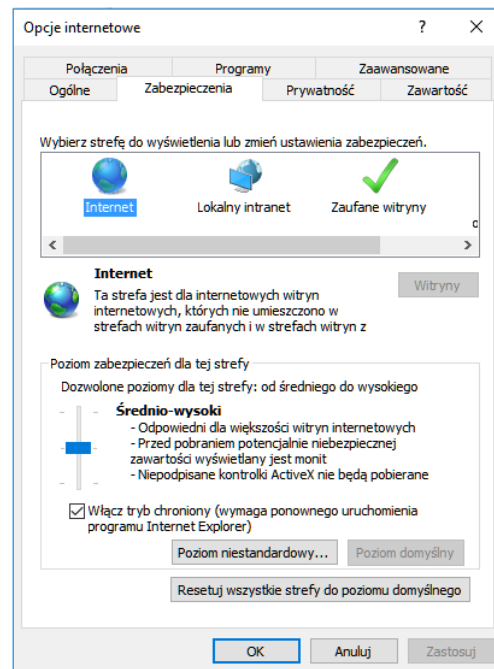 Opcje internetowe ? ×
Połączenia Programy Zaawansowane
Ogólne Zabezpieczenia Prywatność Zawartość
Wybierz strefę do wyświetlenia lub zmień ustawienia zabezpieczeń.
Internet Lokalny intranet Zaufane witryny
Internet
Witryny
Ta strefa jest dla internetowych witryn
internetowych, których nie umieszczono w
strefach witryn zaufanych i w strefach witryn z
Poziom zabezpieczeń dla tej strefy
Dozwolone poziomy dla tej strefy: od średniego do wysokiego
Średnio-wysoki
- Odpowiedni dla większości witryn internetowych
- Przed pobraniem potencjalnie niebezpiecznej
zawartości wyświetlany jest monit
- Niepodpisane kontrolki ActiveX nie będą pobierane
Włącz tryb chroniony (wymaga ponownego uruchomienia
programu Internet Explorer)
Poziom niestandardowy... Poziom domyślny
Resetuj wszystkie strefy do poziomu domyślnego
OK Anuluj Zastosuj